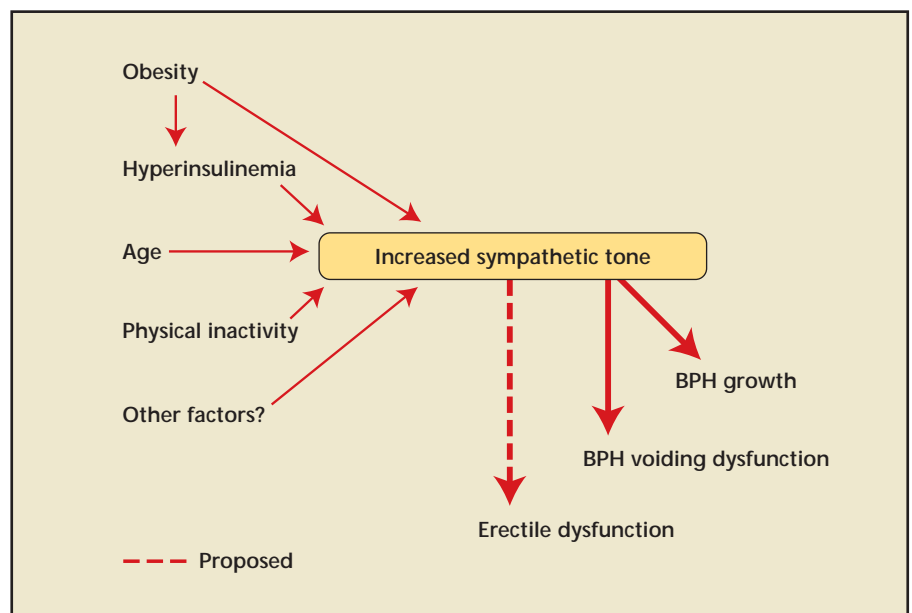 Obesity
Hyperinsulinemia
Age
Increased sympathetic tone
Physical inactivity
BPH growth
Other factors?
BPH voiding dysfunction
Erectile dysfunction
Proposed